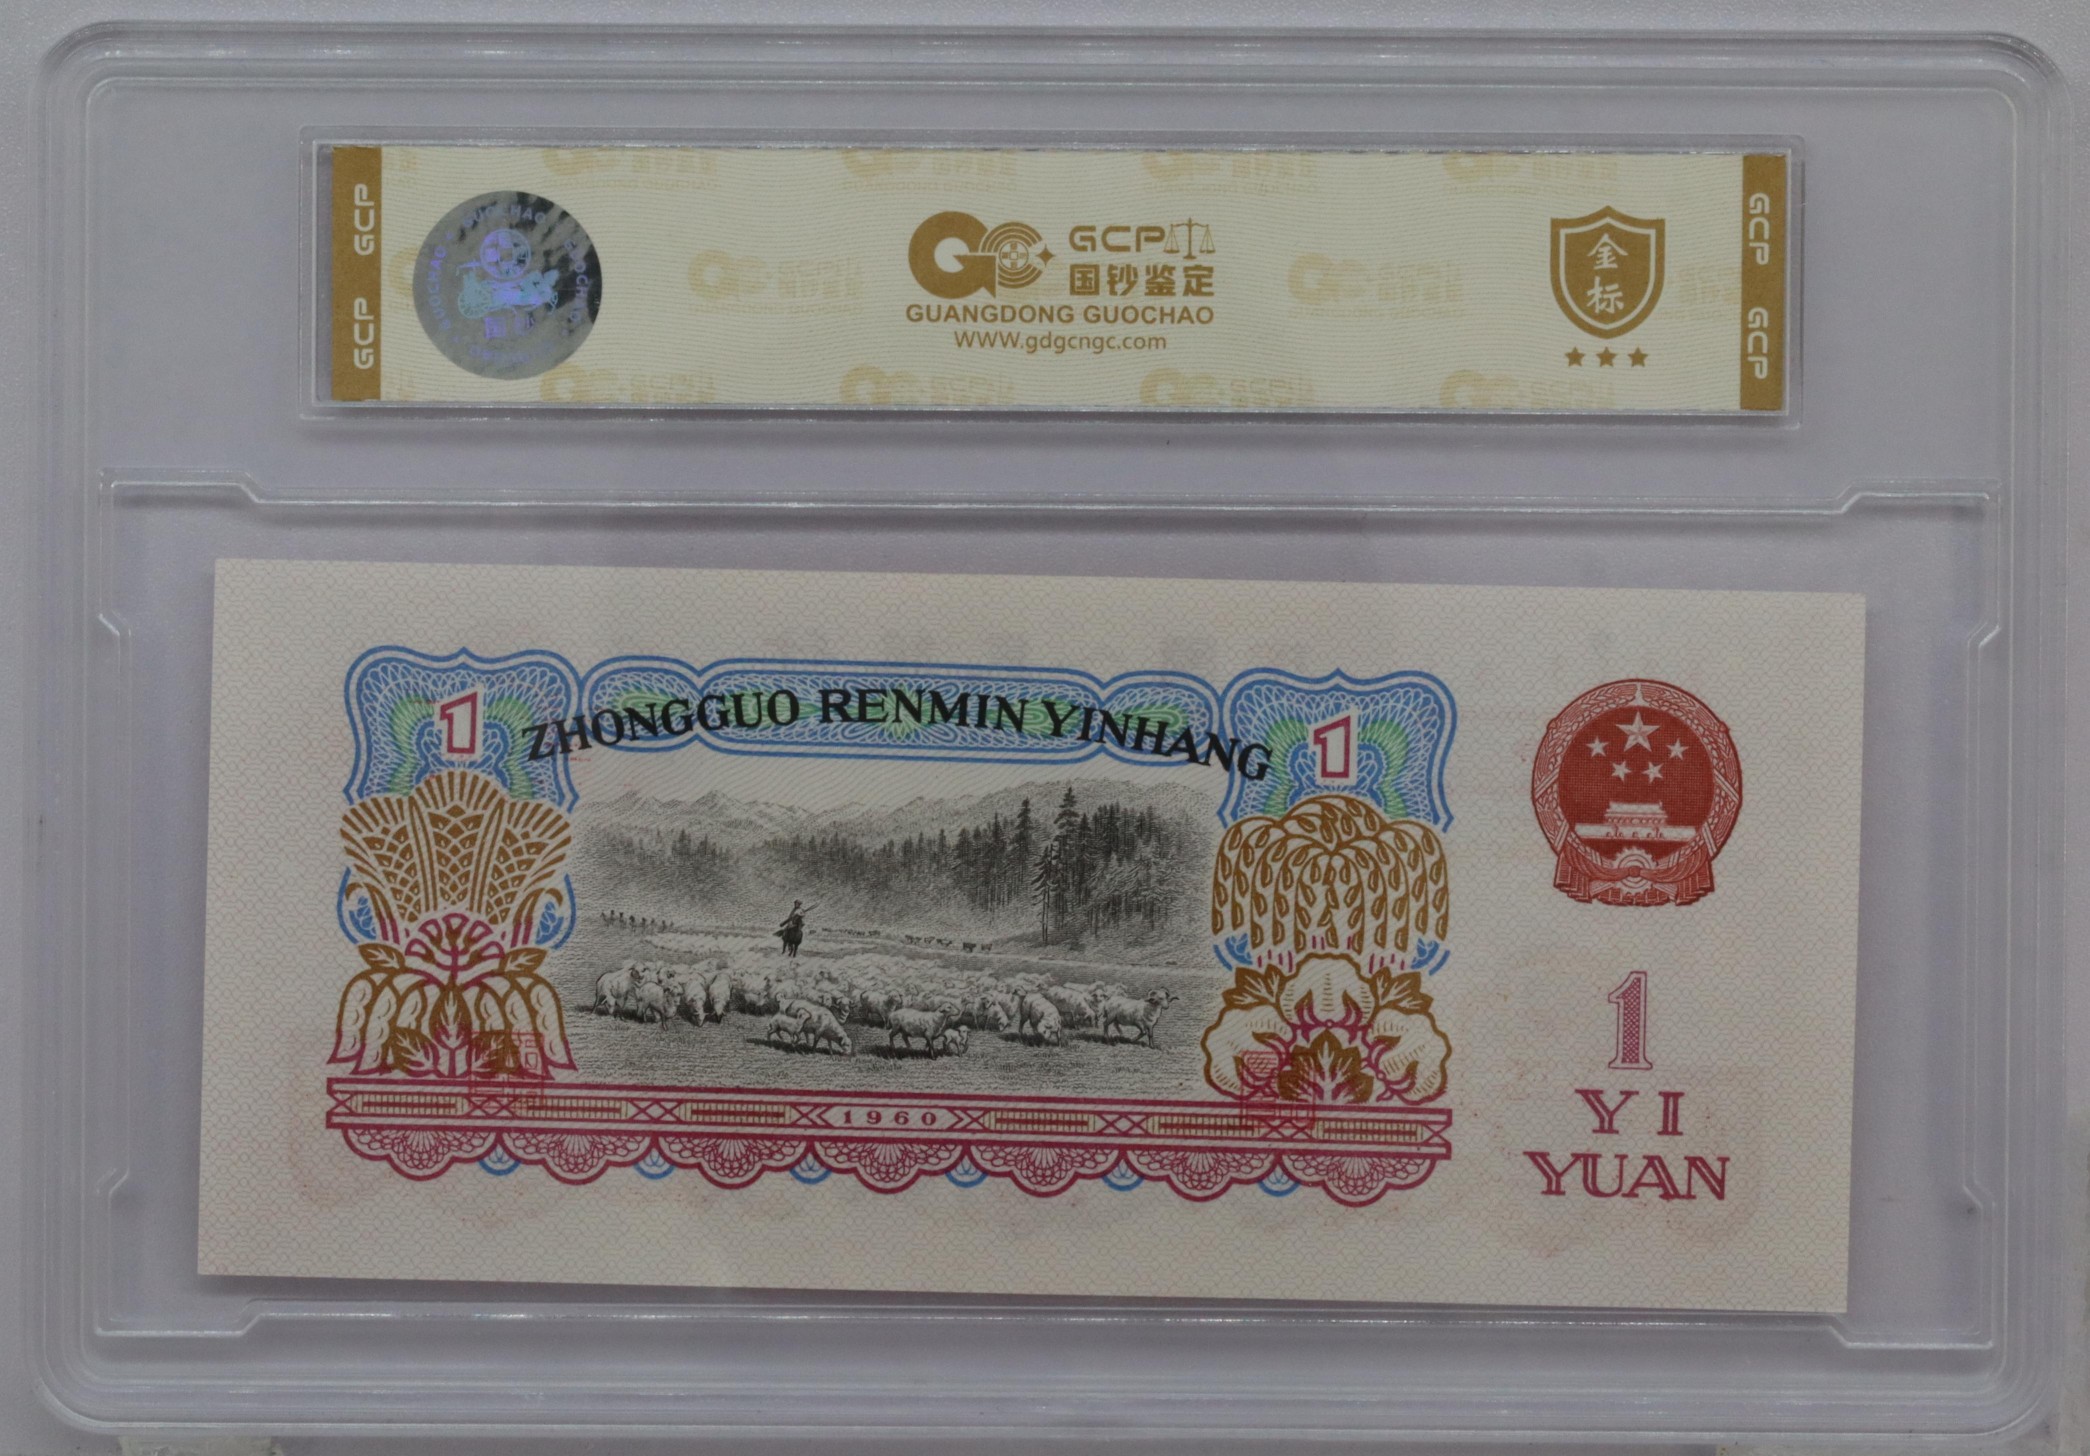 GCP GCP
GUOCHAO
GCP
国钞鉴定
GUANGDONG GUOCHAO
WWW.gdgcngc.com
金标
GCP GCP
1
ZHONGGUO RENMIN YINHANG
1
1960
1
YI
YUAN